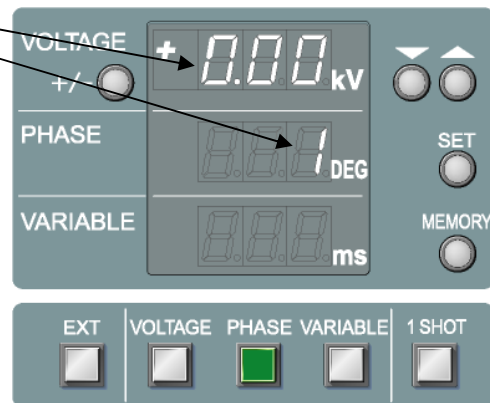 VOLTAGE
+/-
+ 0.00 kV
PHASE
1 DEG
SET
VARIABLE
ms
MEMORY
EXT VOLTAGE PHASE VARIABLE 1 SHOT